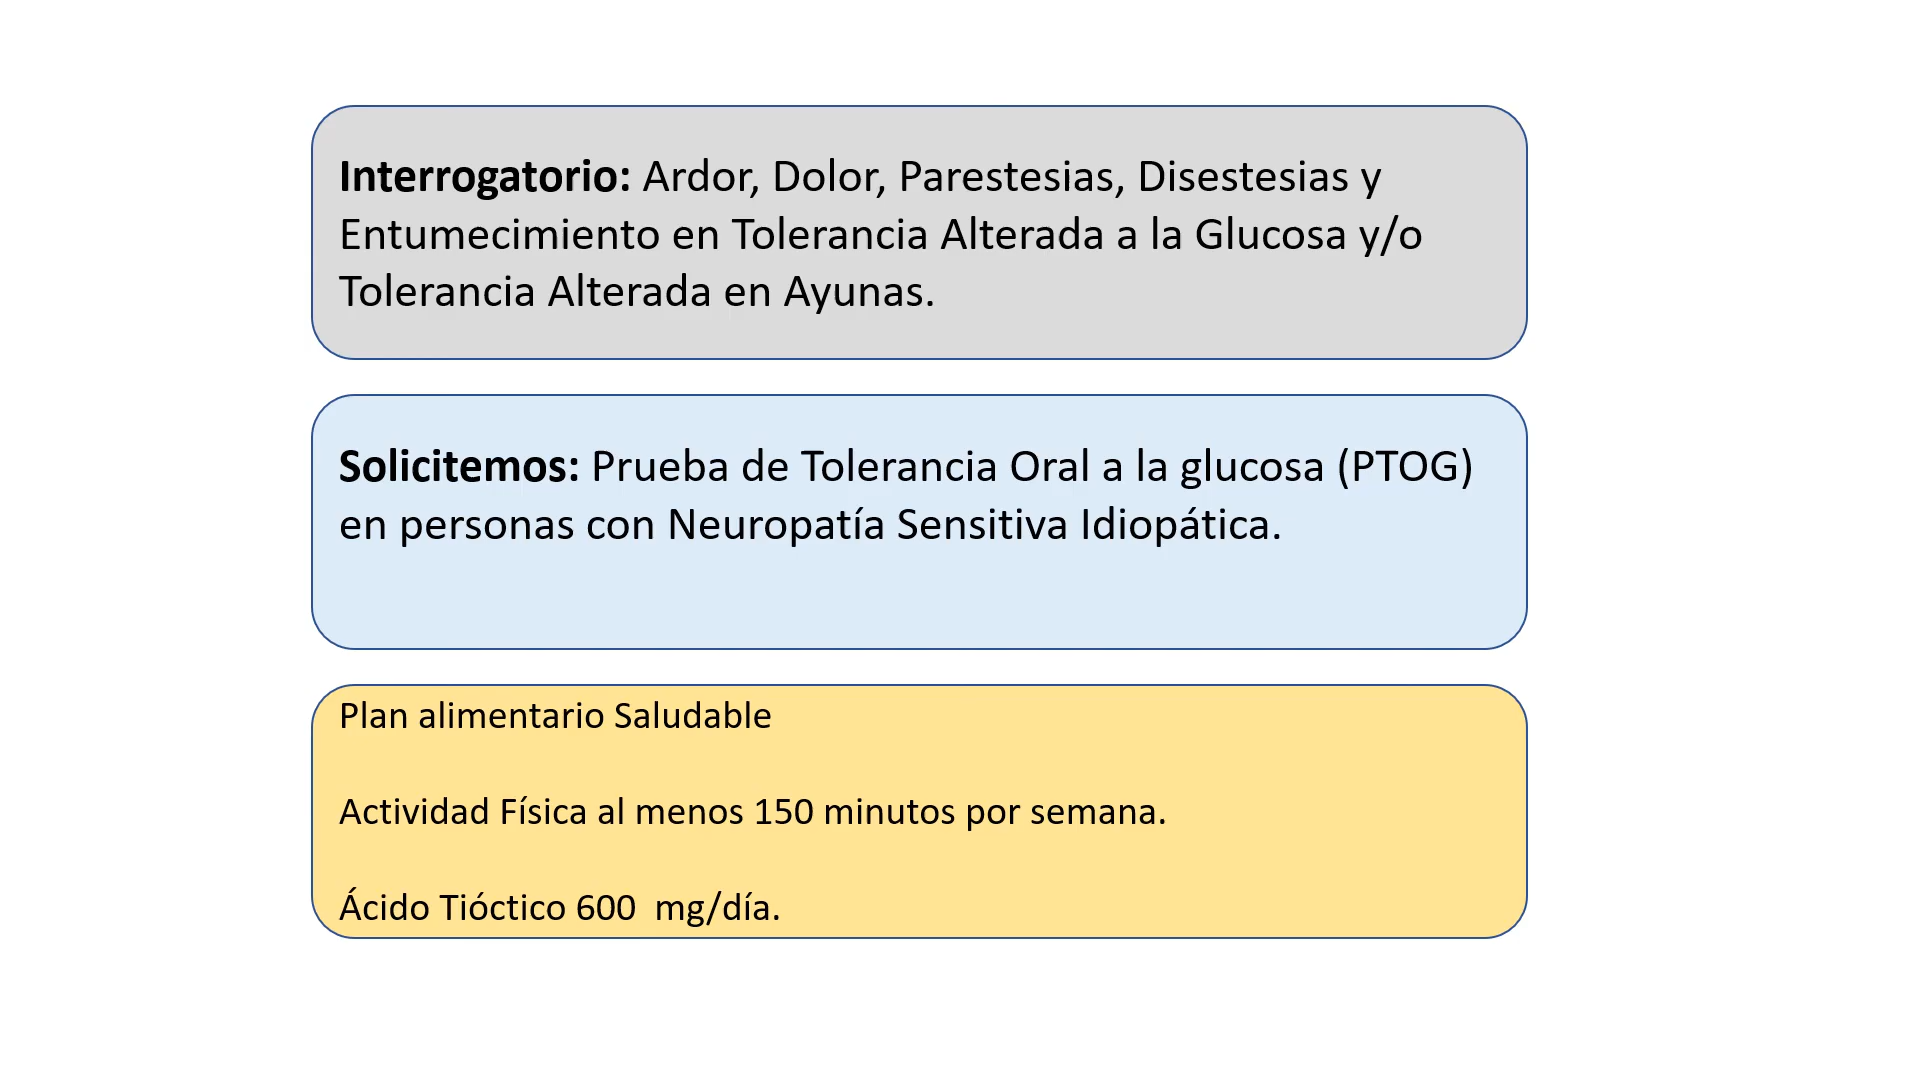 Interrogatorio: Ardor, Dolor, Parestesias, Disestesias y
Entumecimiento en Tolerancia Alterada a la Glucosa y/o
Tolerancia Alterada en Ayunas.
Solicitemos: Prueba de Tolerancia Oral a la glucosa (PTOG)
en personas con Neuropatía Sensitiva Idiopática.
Plan alimentario Saludable
Actividad Física al menos 150 minutos por semana.
Ácido Tióctico 600  mg/día.